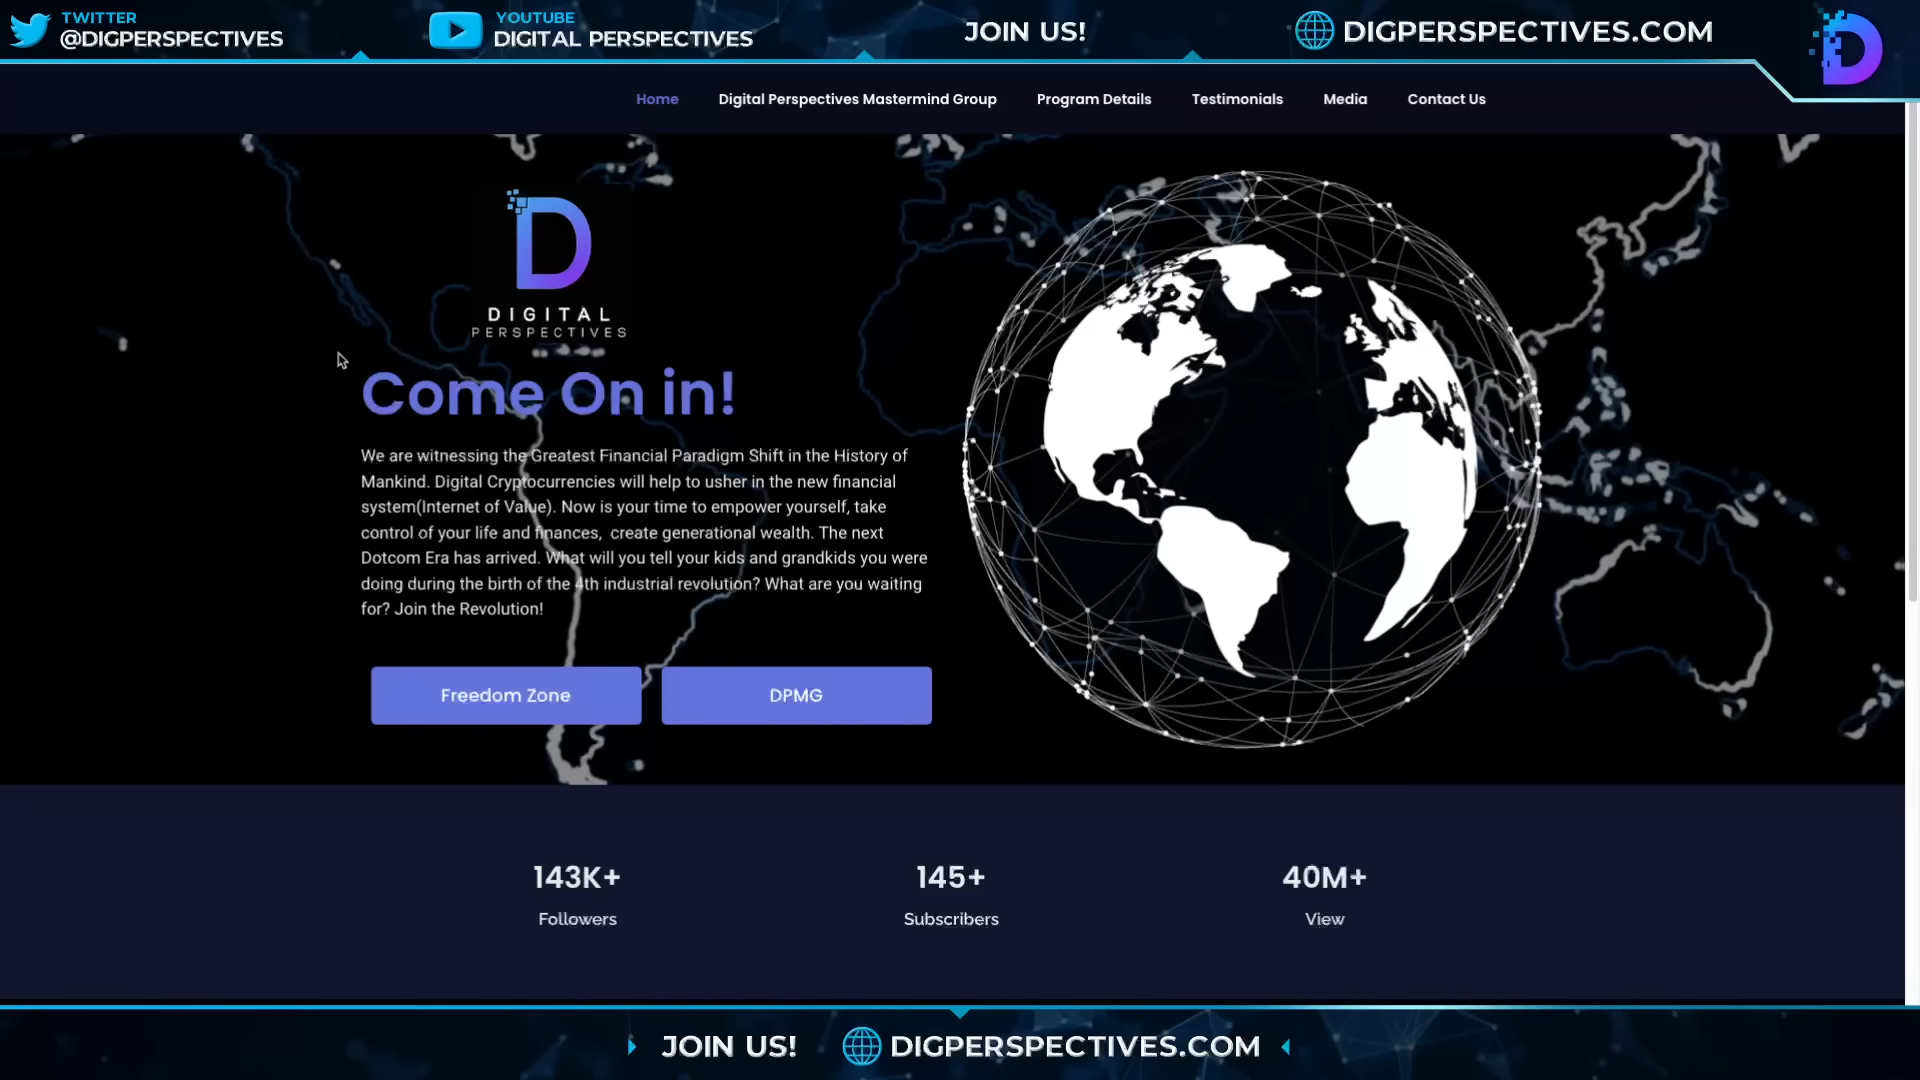 TWITTER
@DIGPERSPECTIVES
YOUTUBE
DIGITAL PERSPECTIVES
JOIN US!
DIGPERSPECTIVES.COM
Home
Digital Perspectives Mastermind Group
Program Details
Testimonials
Media
Contact Us
DIGITAL
PERSPECTIVES
Come On in!
We are witnessing the Greatest Financial Paradigm Shift in the History of
Mankind. Digital Cryptocurrencies will help to usher in the new financial
system(Internet of Value). Now is your time to empower yourself, take
control of your life and finances,  create generational wealth. The next
Dotcom Era has arrived. What will you tell your kids and grandkids you were
doing during the birth of the 4th industrial revolution? What are you waiting
for? Join the Revolution!
Freedom Zone
DPMG
143K+
Followers
145+
Subscribers
40M+
View
JOIN US!
DIGPERSPECTIVES.COM